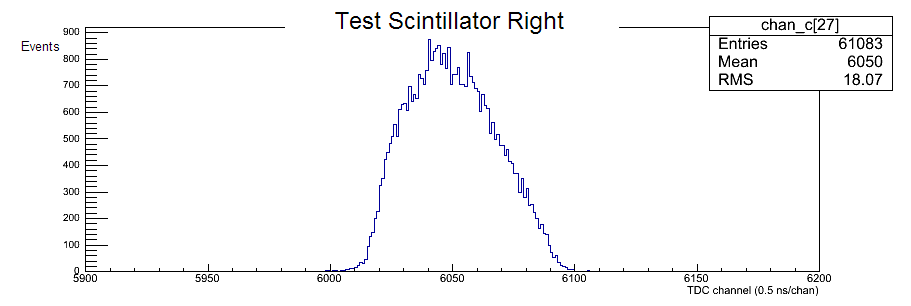 Test Scintillator Right
chan_c[27]
Entries 61083
Mean 6050
RMS 18.07
Events
900
800
700
600
500
400
300
200
100
0
5900 5950 6000 6050 6100 6150 6200
TDC channel (0.5 ns/chan)